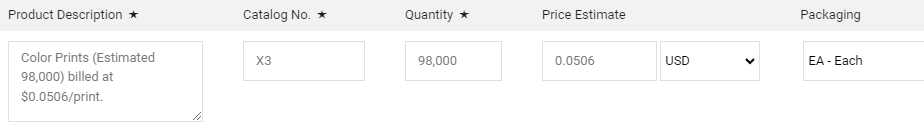 Product Description ★ Catalog No. ★ Quantity ★ Price Estimate Packaging
Color Prints (Estimated
98,000) billed at
$0.0506/print.
X3
98,000
0.0506
USD
EA - Each